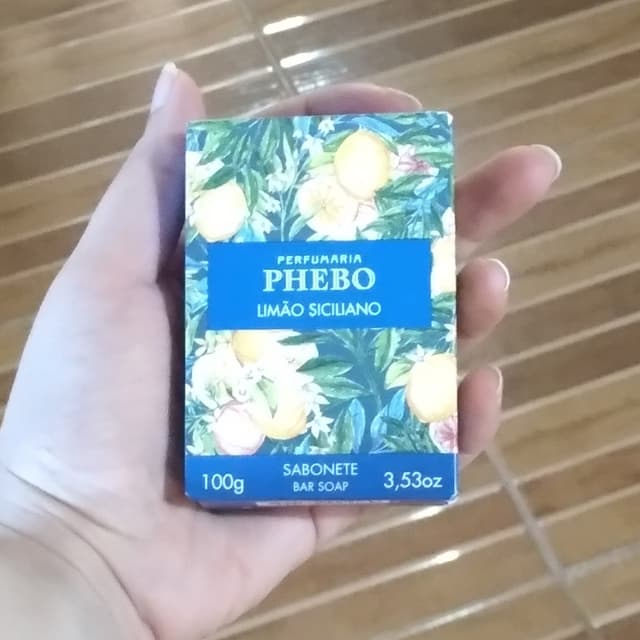 PERFUMARIA
PHEBO
LIMÃO SICILIANO
SABONETE
100g BAR SOAP 3,53oz